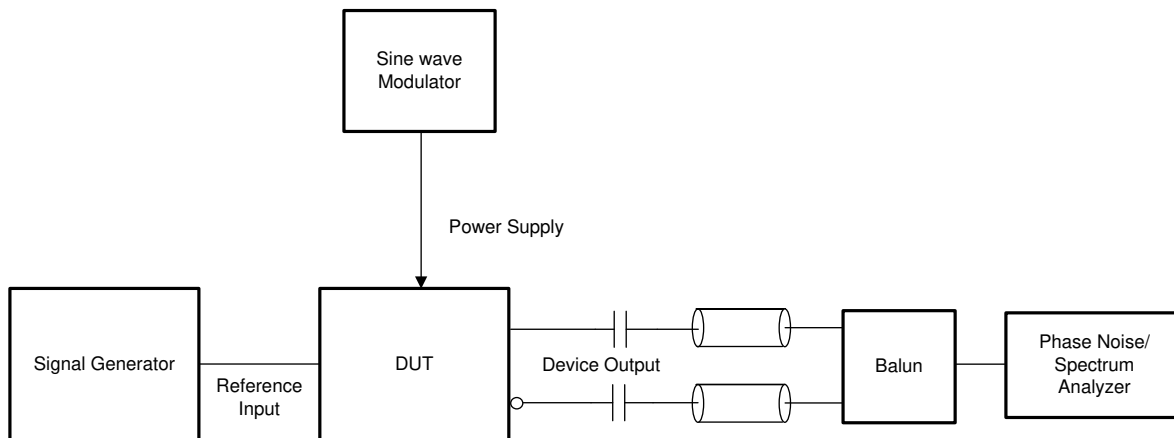 Sine wave
Modulator
Power Supply
Signal Generator
Reference
Input
DUT
Device Output
Balun
Phase Noise/
Spectrum
Analyzer